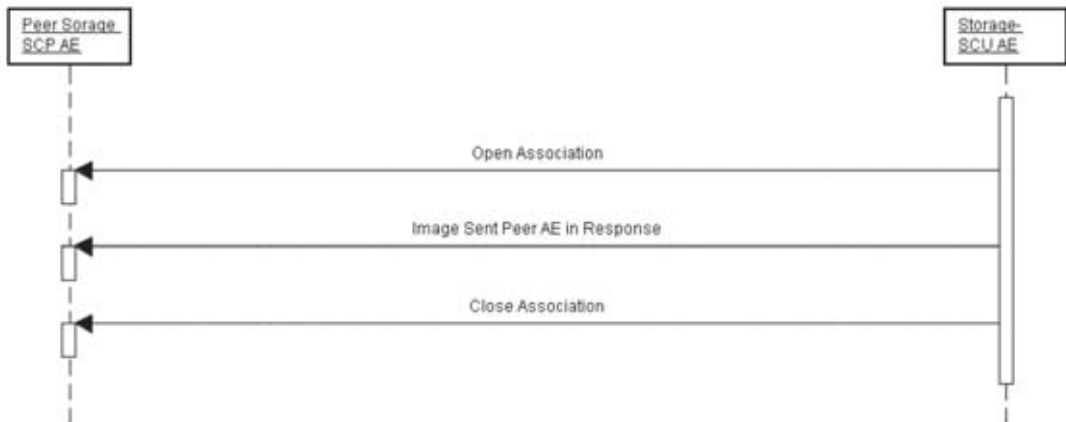 Peer Sorage
SCP AE
Storage-
SCU AE
Open Association
Image Sent Peer AE in Response
Close Association